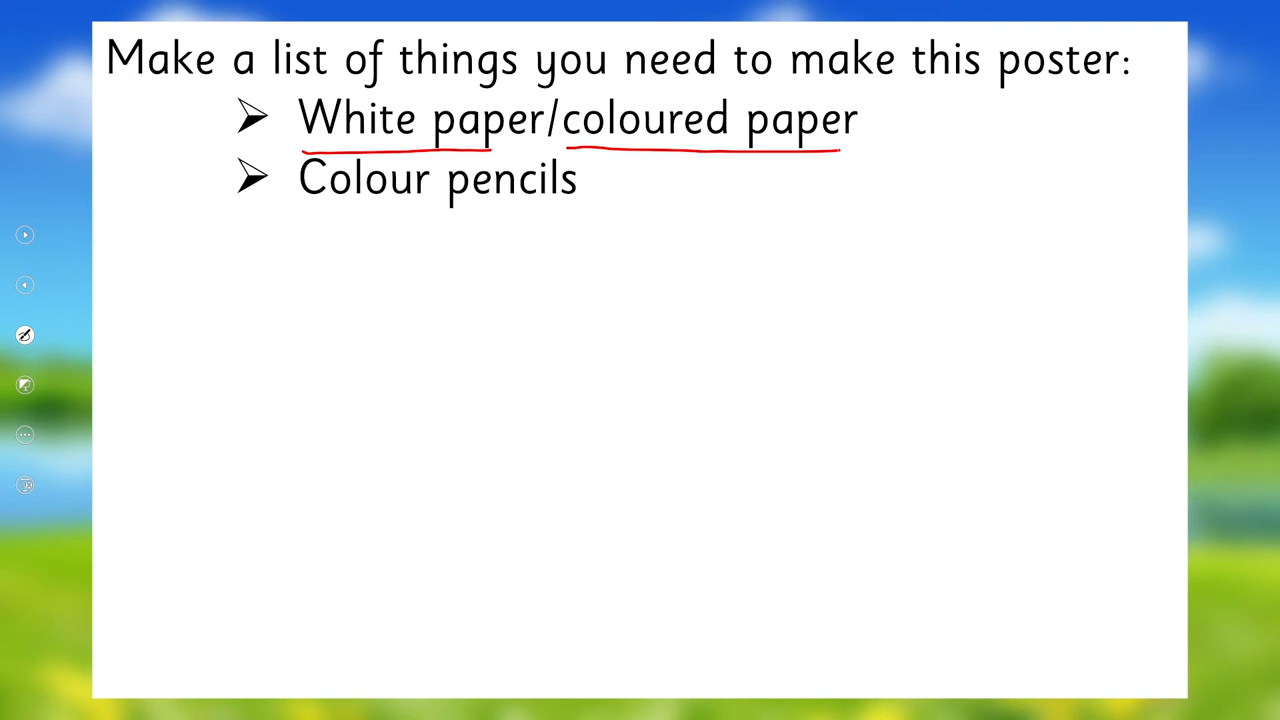 Make a list of things you need to make this poster:
➢ White paper/coloured paper
➢ Colour pencils